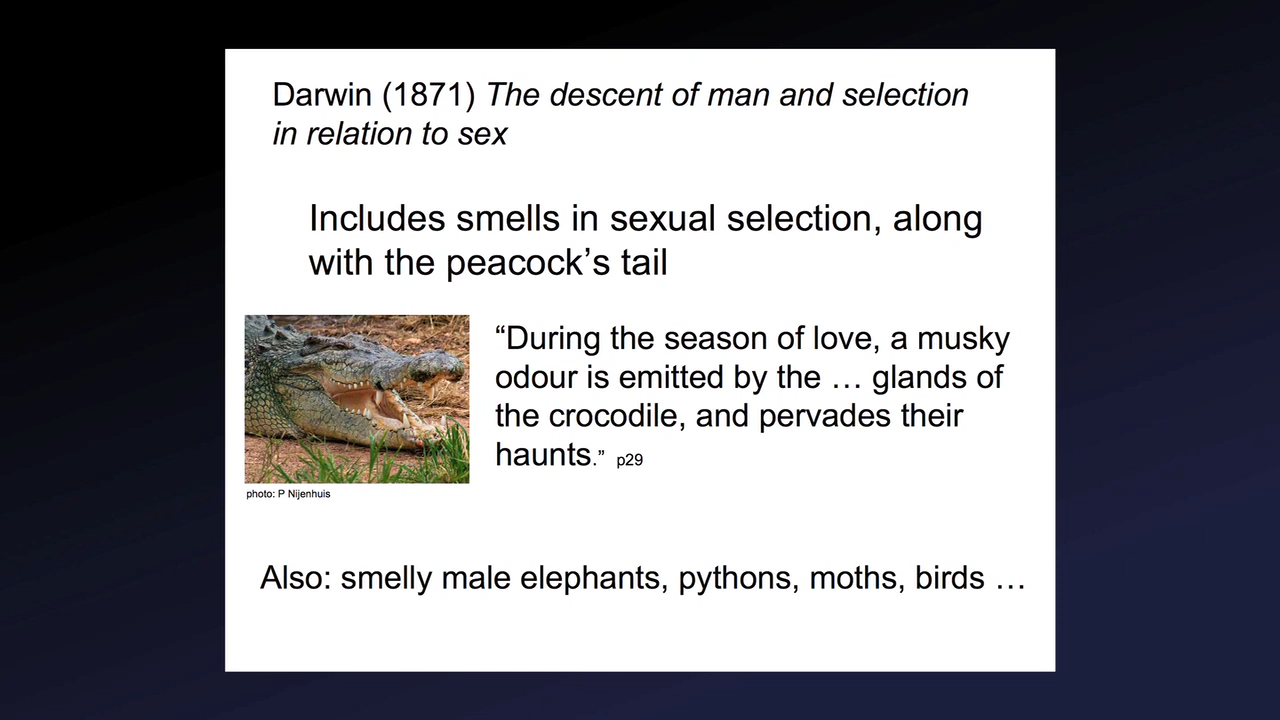 Darwin (1871) The descent of man and selection
in relation to sex
Includes smells in sexual selection, along
with the peacock’s tail
“During the season of love, a musky
odour is emitted by the … glands of
the crocodile, and pervades their
haunts.” p29
photo: P Nijenhuis
Also: smelly male elephants, pythons, moths, birds …